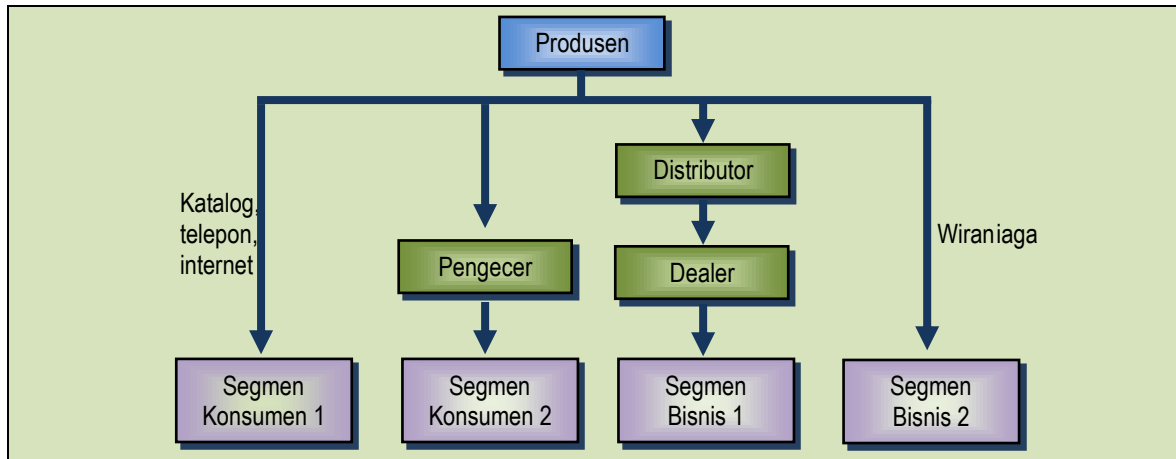 Produsen
Distributor
Katalog,
telepon,
internet
Wiraniaga
Pengecer
Dealer
Segmen
Konsumen 1
Segmen
Konsumen 2
Segmen
Bisnis 1
Segmen
Bisnis 2